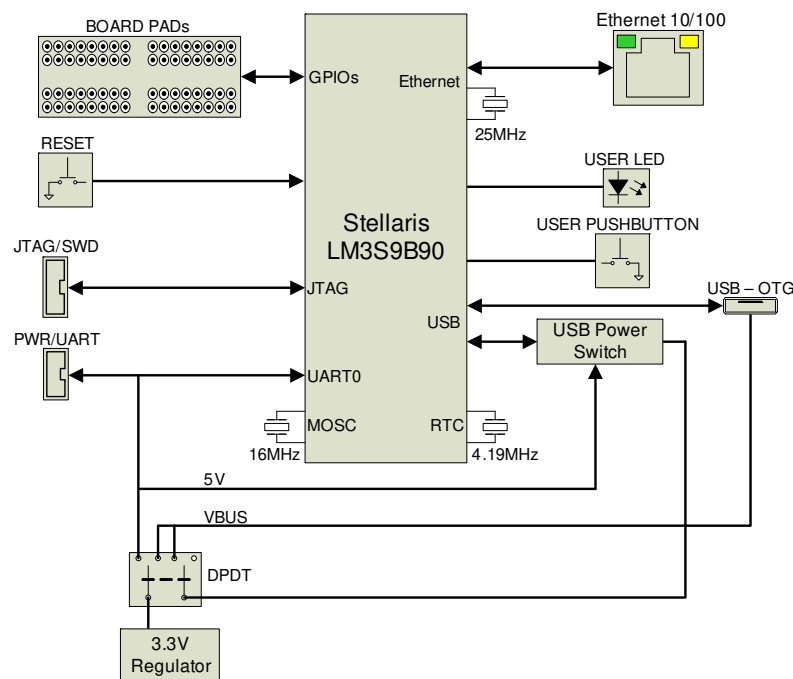 BOARD PADs
Ethernet 10/100
GPIOs
Ethernet
25MHz
RESET
USER LED
Stellaris
LM3S9B90
USER PUSHBUTTON
JTAG/SWD
JTAG
USB – OTG
USB
USB Power
Switch
PWR/UART
UART0
MOSC
RTC
16MHz
4.19MHz
5V
VBUS
DPDT
3.3V
Regulator